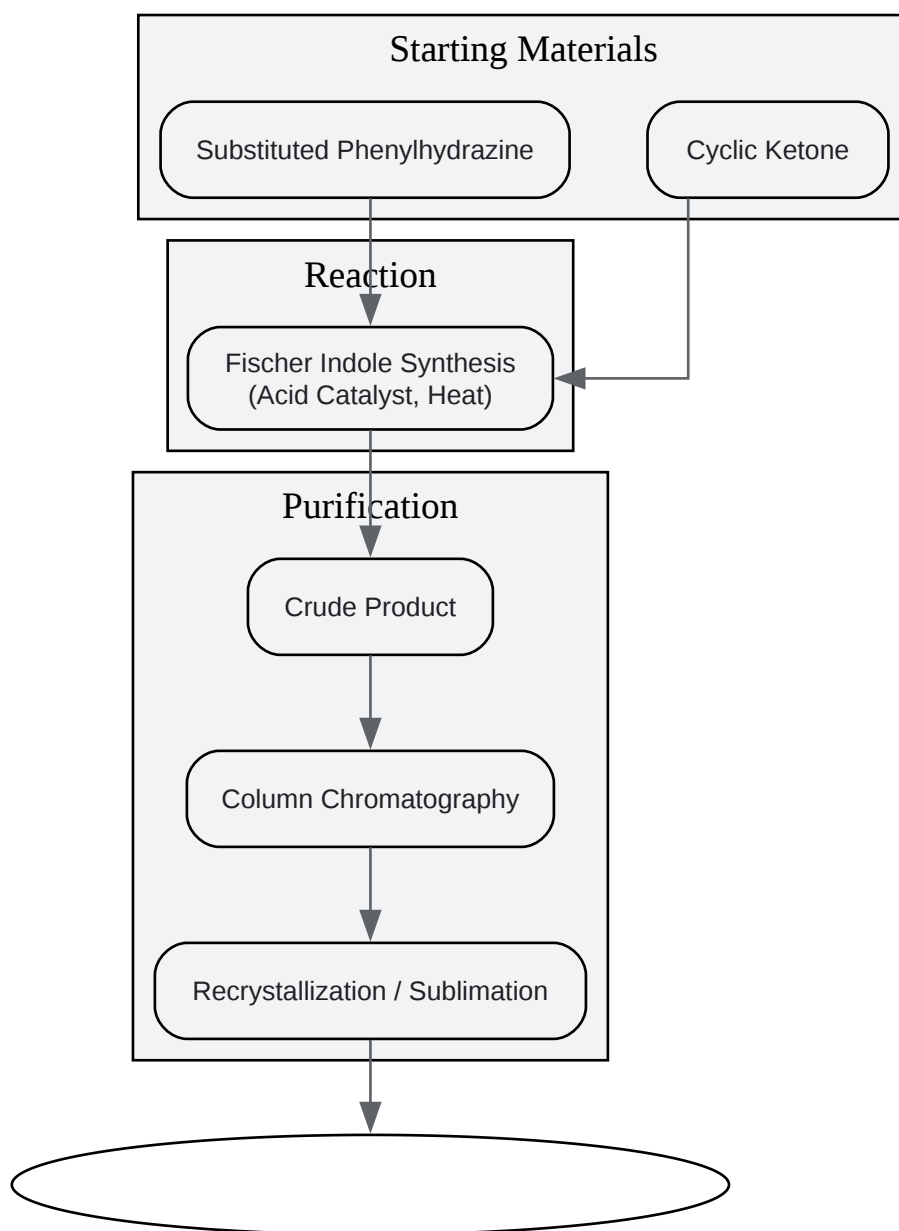 Starting Materials
Substituted Phenylhydrazine
Cyclic Ketone
Reaction
Fischer Indole Synthesis
(Acid Catalyst, Heat)
Purification
Crude Product
Column Chromatography
Recrystallization / Sublimation